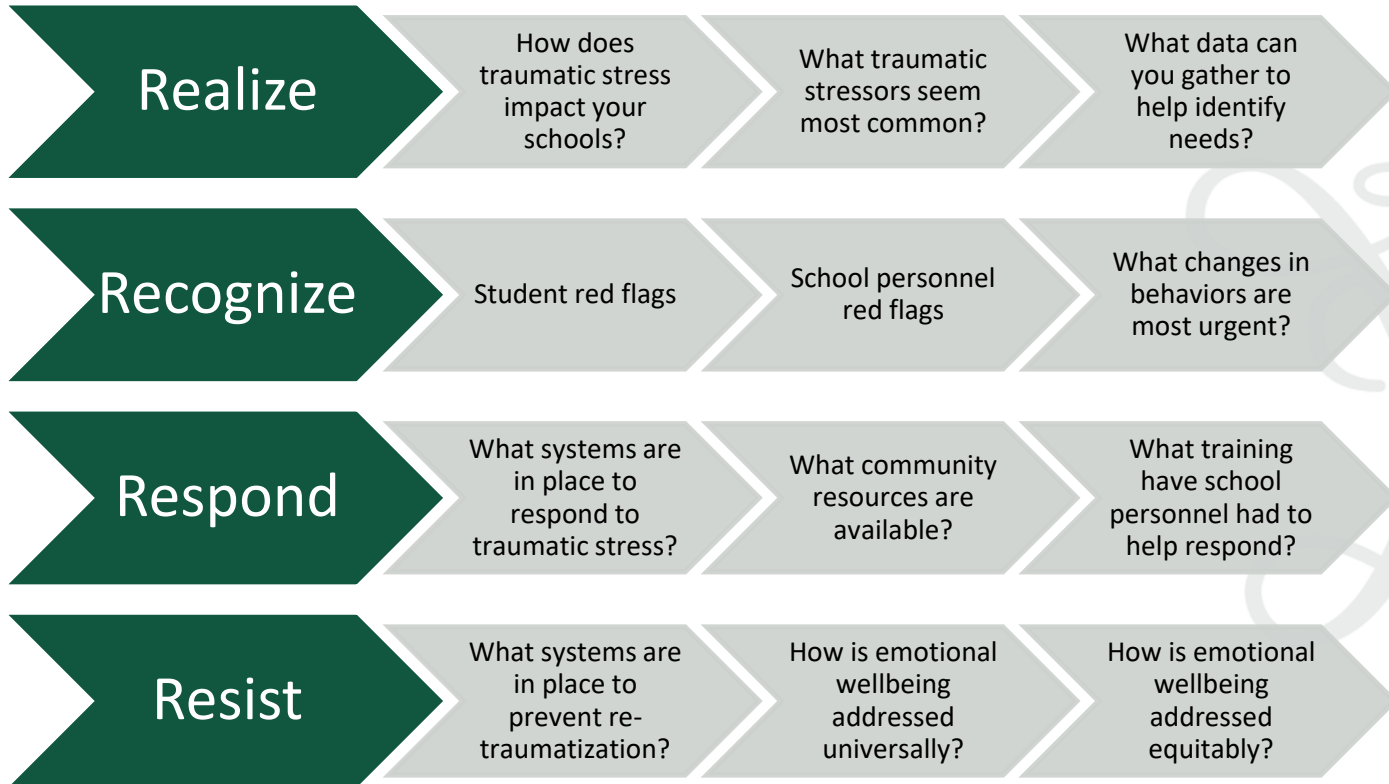 Realize
How does
traumatic stress
impact your
schools?
What traumatic
stressors seem
most common?
What data can
you gather to
help identify
needs?
Recognize
Student red flags
School personnel
red flags
What changes in
behaviors are
most urgent?
Respond
What systems are
in place to
respond to
traumatic stress?
What community
resources are
available?
What training
have school
personnel had to
help respond?
Resist
What systems are
in place to
prevent re-
traumatization?
How is emotional
wellbeing
addressed
universally?
How is emotional
wellbeing
addressed
equitably?